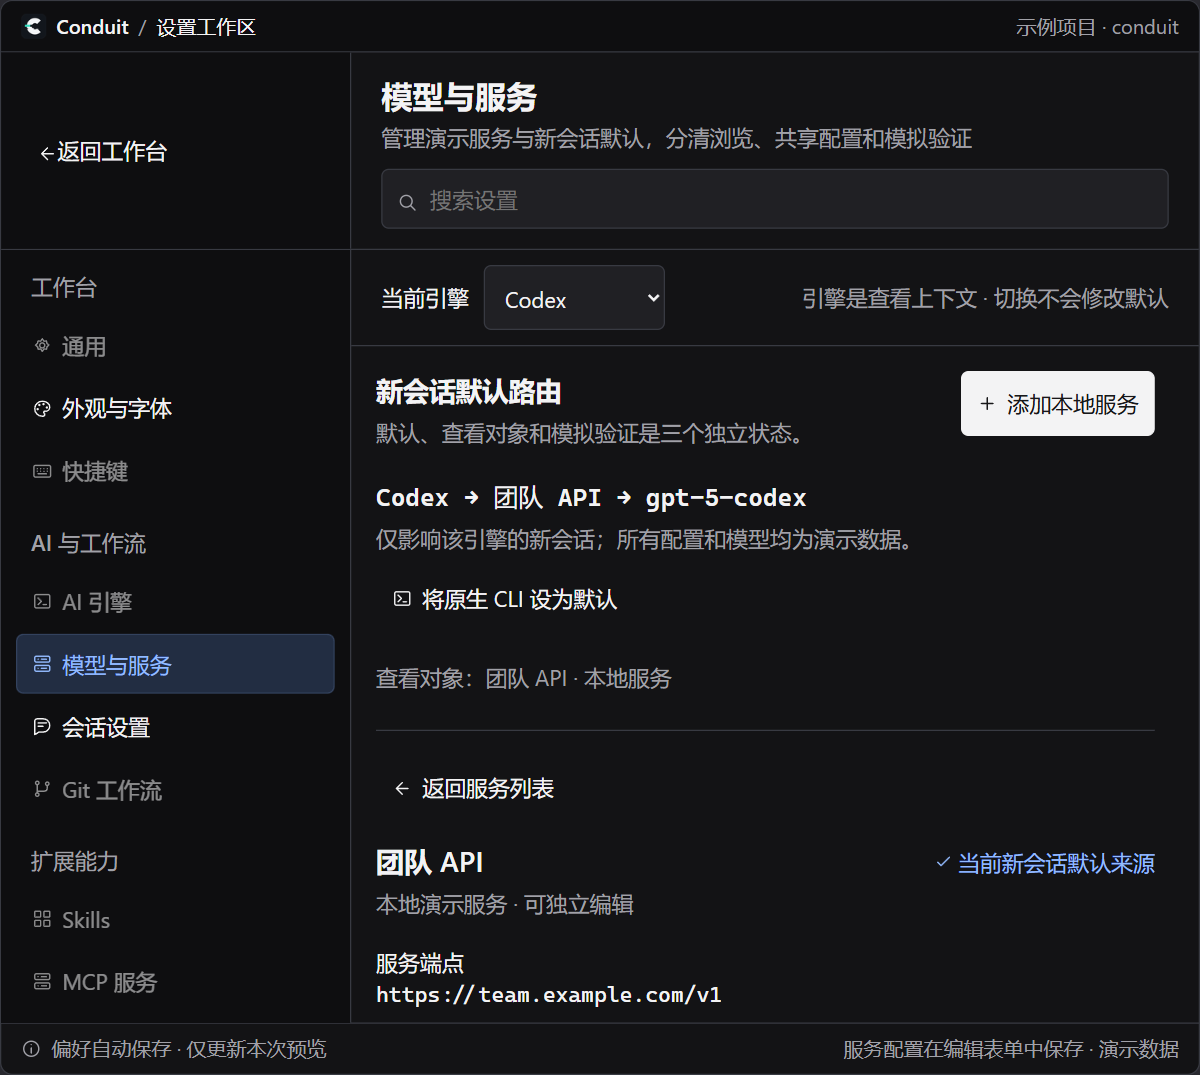 Conduit / 设置工作区
示例项目 · conduit
←返回工作台
模型与服务
管理演示服务与新会话默认，分清浏览、共享配置和模拟验证
搜索设置
工作台
通用
外观与字体
快捷键
AI 与工作流
AI 引擎
模型与服务
会话设置
Git 工作流
扩展能力
Skills
MCP 服务
当前引擎
Codex
引擎是查看上下文 · 切换不会修改默认
新会话默认路由
默认、查看对象和模拟验证是三个独立状态。
+ 添加本地服务
Codex → 团队 API → gpt-5-codex
仅影响该引擎的新会话；所有配置和模型均为演示数据。
将原生 CLI 设为默认
查看对象：团队 API · 本地服务
← 返回服务列表
团队 API
✓ 当前新会话默认来源
本地演示服务 · 可独立编辑
服务端点
https://team.example.com/v1
偏好自动保存 · 仅更新本次预览
服务配置在编辑表单中保存 · 演示数据